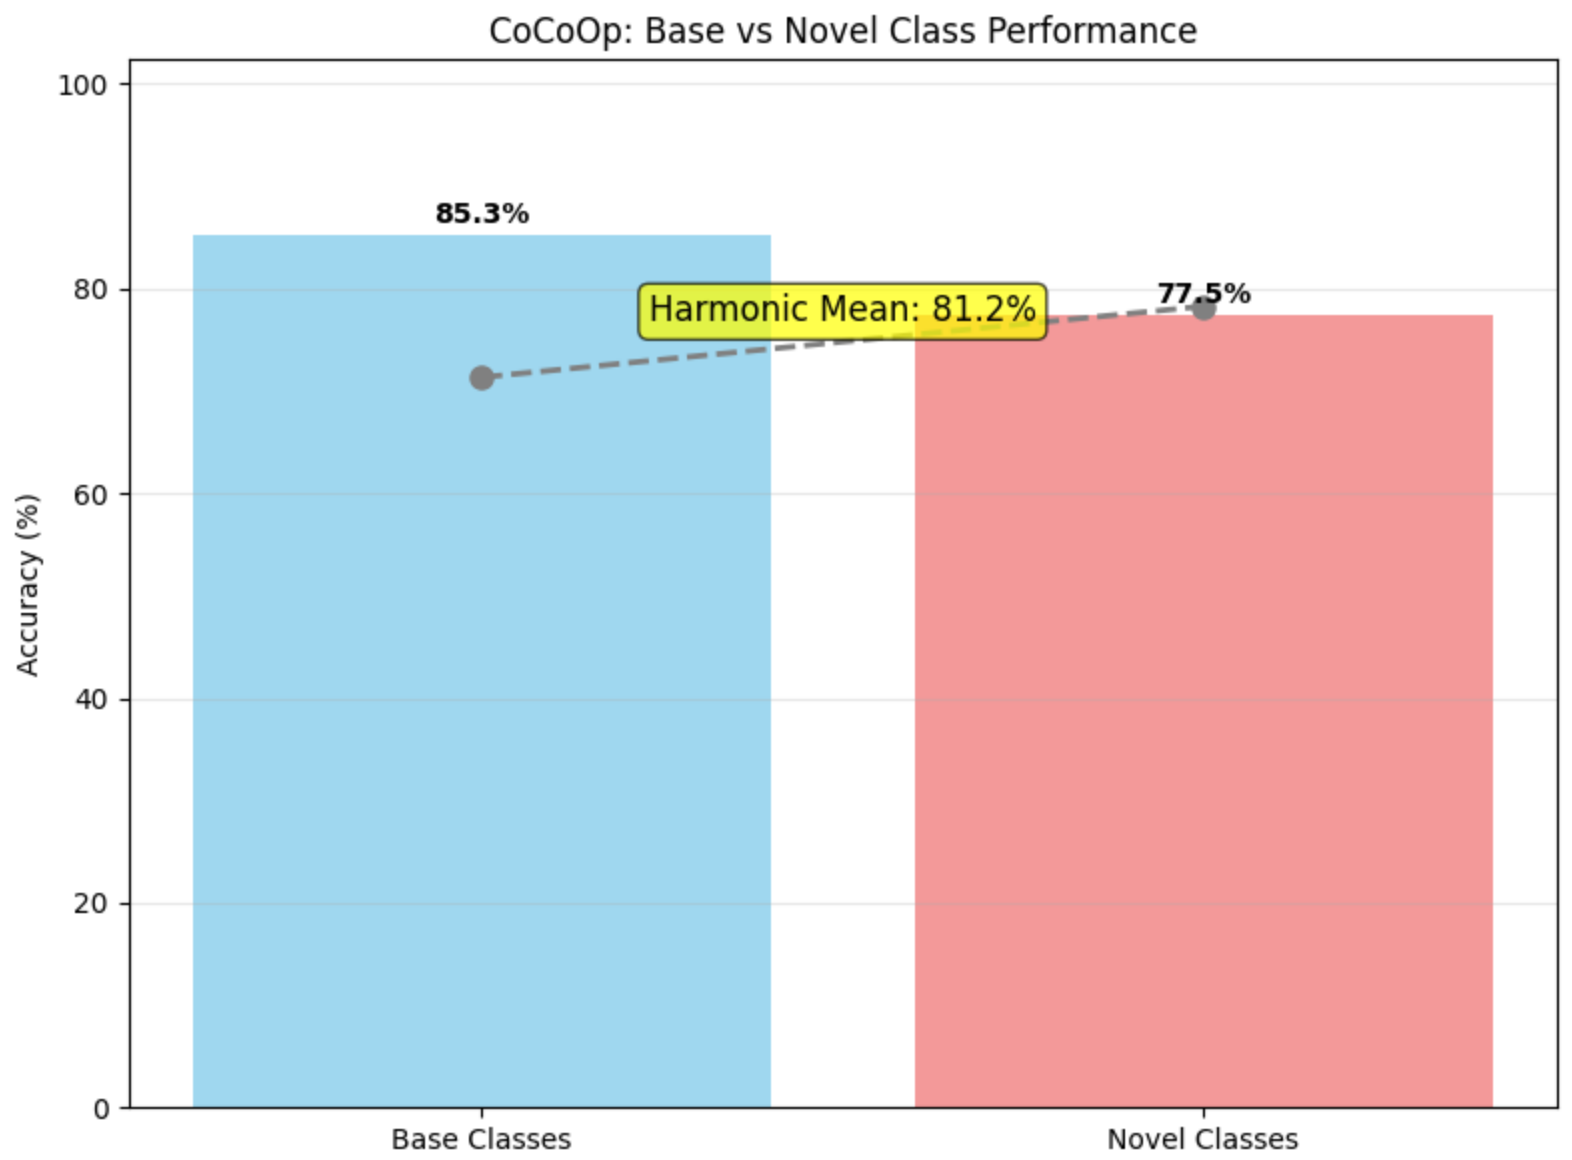 CoCoOp: Base vs Novel Class Performance
100
80
60
40
20
0
Accuracy (%)
85.3%
77.5%
Harmonic Mean: 81.2%
Base Classes
Novel Classes